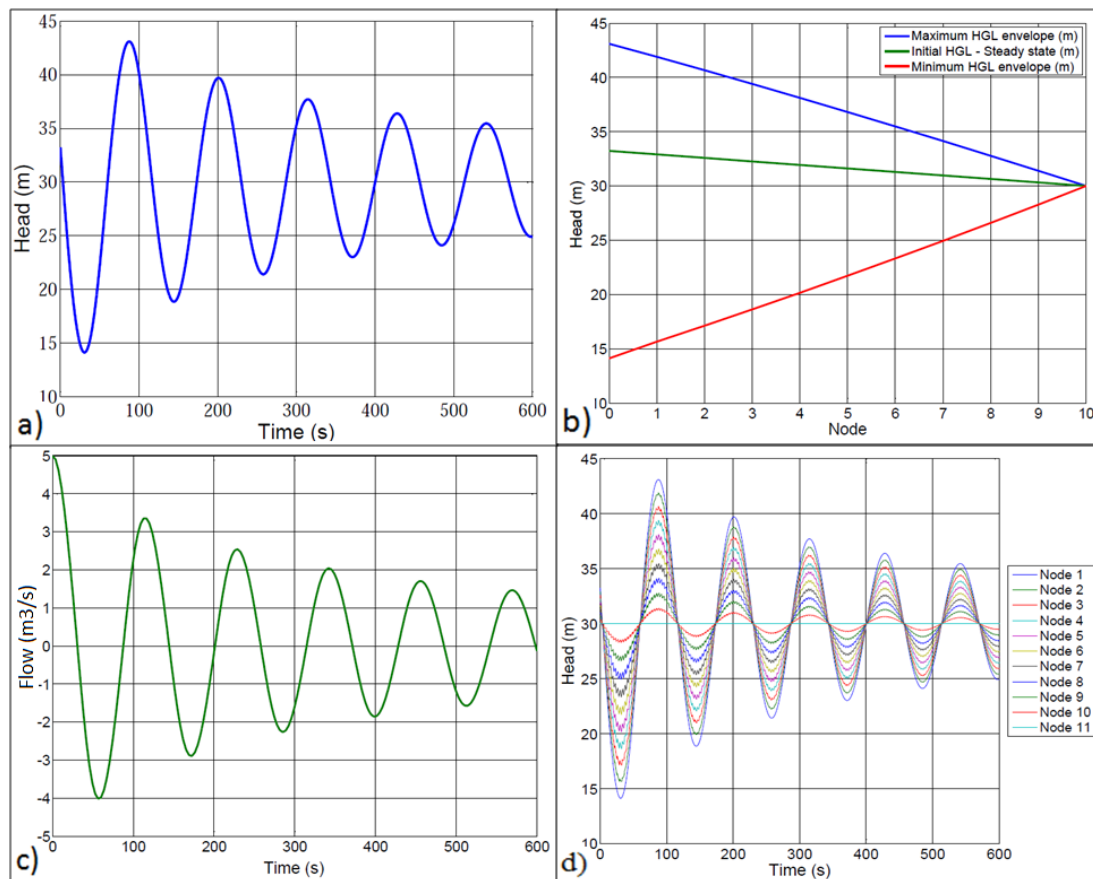 45
40
35
30
25
20
15
10
Head (m)
0 100 200 300 400 500 600
Time (s)
a)
45
40
35
30
25
20
15
10
Head (m)
Maximum HGL envelope (m)
Initial HGL - Steady state (m)
Minimum HGL envelope (m)
0 1 2 3 4 5 6 7 8 9 10
Node
b)
5
4
3
2
1
0
-1
-2
-3
-4
-5
Flow (m3/s)
0 100 200 300 400 500 600
Time (s)
c)
45
40
35
30
25
20
15
10
Head (m)
0 100 200 300 400 500 600
Time (s)
d)
Node 1
Node 2
Node 3
Node 4
Node 5
Node 6
Node 7
Node 8
Node 9
Node 10
Node 11